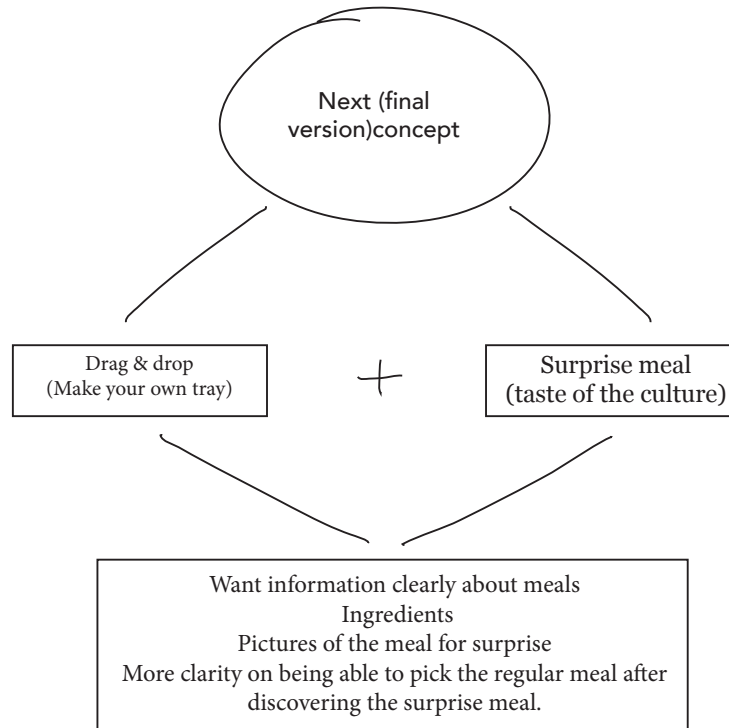 Next (final
version)concept
Drag & drop
(Make your own tray)
+
Surprise meal
(taste of the culture)
Want information clearly about meals
Ingredients
Pictures of the meal for surprise
More clarity on being able to pick the regular meal after
discovering the surprise meal.